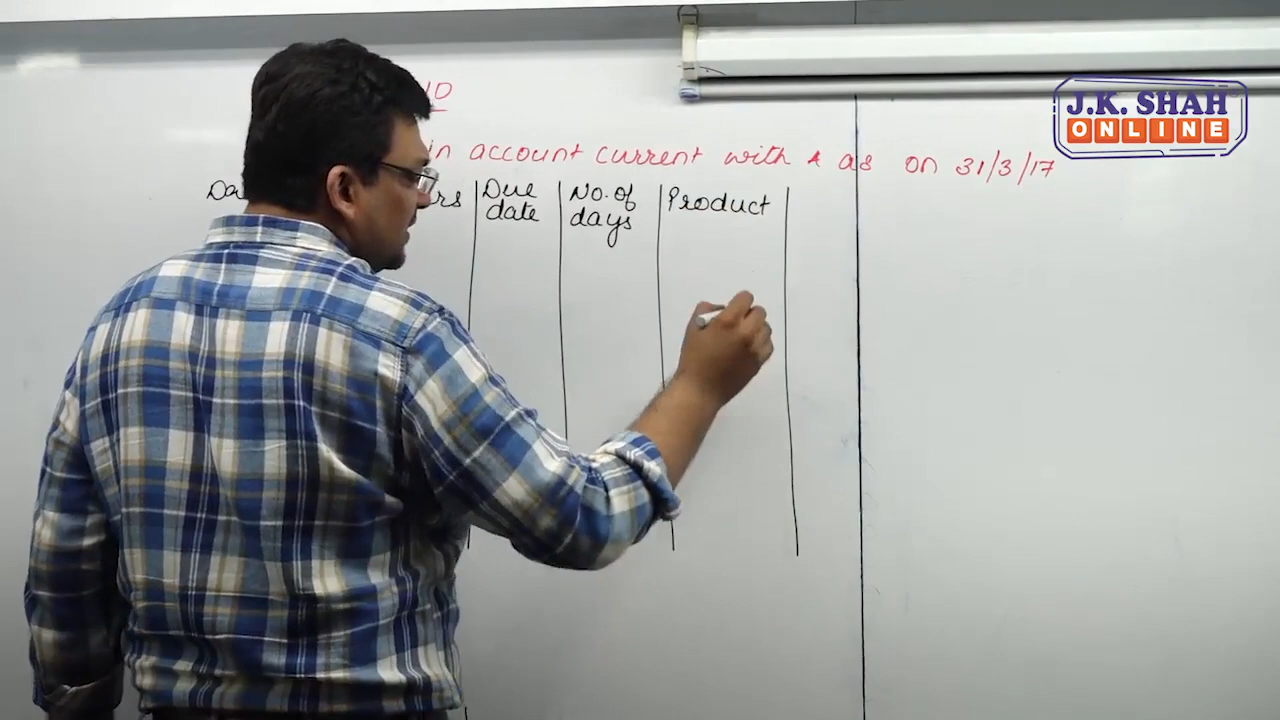 J.K. SHAH
ONLINE
in account current with A as on 31/3/17
Due date
No. of days
Product